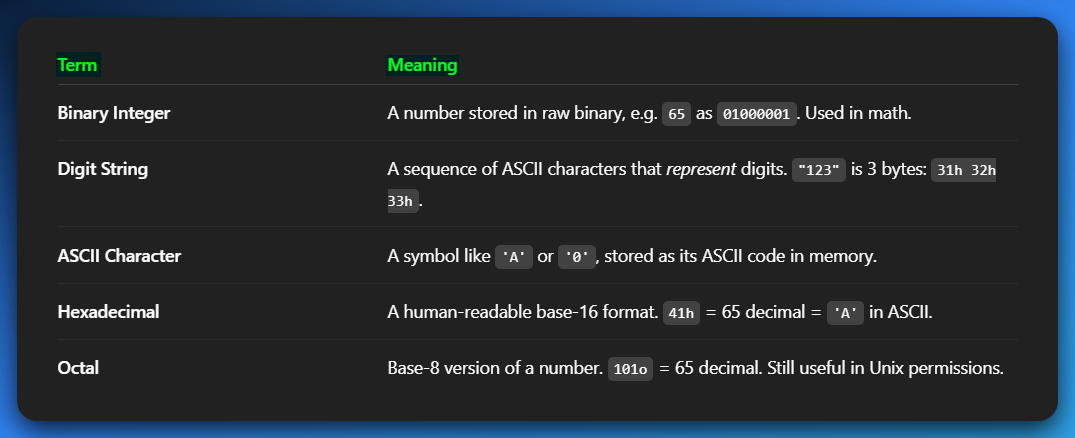 Term Meaning
Binary Integer A number stored in raw binary, e.g. 65 as 01000001. Used in math.
Digit String A sequence of ASCII characters that represent digits. "123" is 3 bytes: 31h 32h
33h.
ASCII Character A symbol like 'A' or '0', stored as its ASCII code in memory.
Hexadecimal A human-readable base-16 format. 41h = 65 decimal = 'A' in ASCII.
Octal Base-8 version of a number. 101o = 65 decimal. Still useful in Unix permissions.